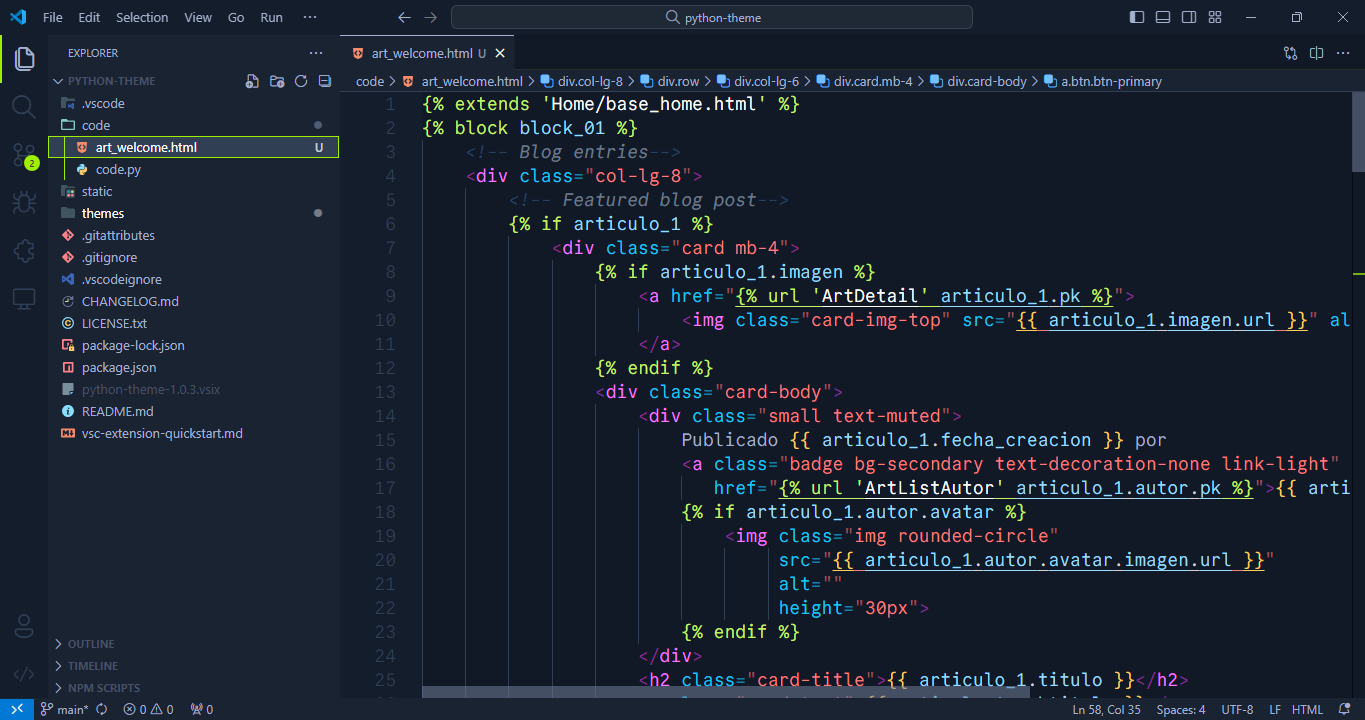 File Edit Selection View Go Run ···
python-theme
EXPLORER
PYTHON-THEME
.vscode
code
art_welcome.html U
code.py
static
themes
.gitattributes
.gitignore
.vscodeignore
CHANGELOG.md
LICENSE.txt
package-lock.json
package.json
python-theme-1.0.3.vsix
README.md
vsc-extension-quickstart.md
OUTLINE
TIMELINE
NPM SCRIPTS
2
art_welcome.html U
code > art_welcome.html > div.col-lg-8 > div.row > div.col-lg-6 > div.card.mb-4 > div.card-body > a.btn.btn-primary
1 {% extends 'Home/base_home.html' %}
2 {% block block_01 %}
3 <!-- Blog entries-->
4 <div class="col-lg-8">
5 <!-- Featured blog post-->
6 {% if articulo_1 %}
7 <div class="card mb-4">
8 {% if articulo_1.imagen %}
9 <a href="{% url 'ArtDetail' articulo_1.pk %}">
10 <img class="card-img-top" src="{{ articulo_1.imagen.url }}" al
11 </a>
12 {% endif %}
13 <div class="card-body">
14 <div class="small text-muted">
15 Publicado {{ articulo_1.fecha_creacion }} por
16 <a class="badge bg-secondary text-decoration-none link-light"
17 href="{% url 'ArtListAutor' articulo_1.autor.pk %}">{{ arti
18 {% if articulo_1.autor.avatar %}
19 <img class="img rounded-circle"
20 src="{{ articulo_1.autor.avatar.imagen.url }}"
21 alt=""
22 height="30px">
23 {% endif %}
24 </div>
25 <h2 class="card-title">{{ articulo_1.titulo }}</h2>
main* 0 0 0
Ln 58, Col 35 Spaces: 4 UTF-8 LF HTML